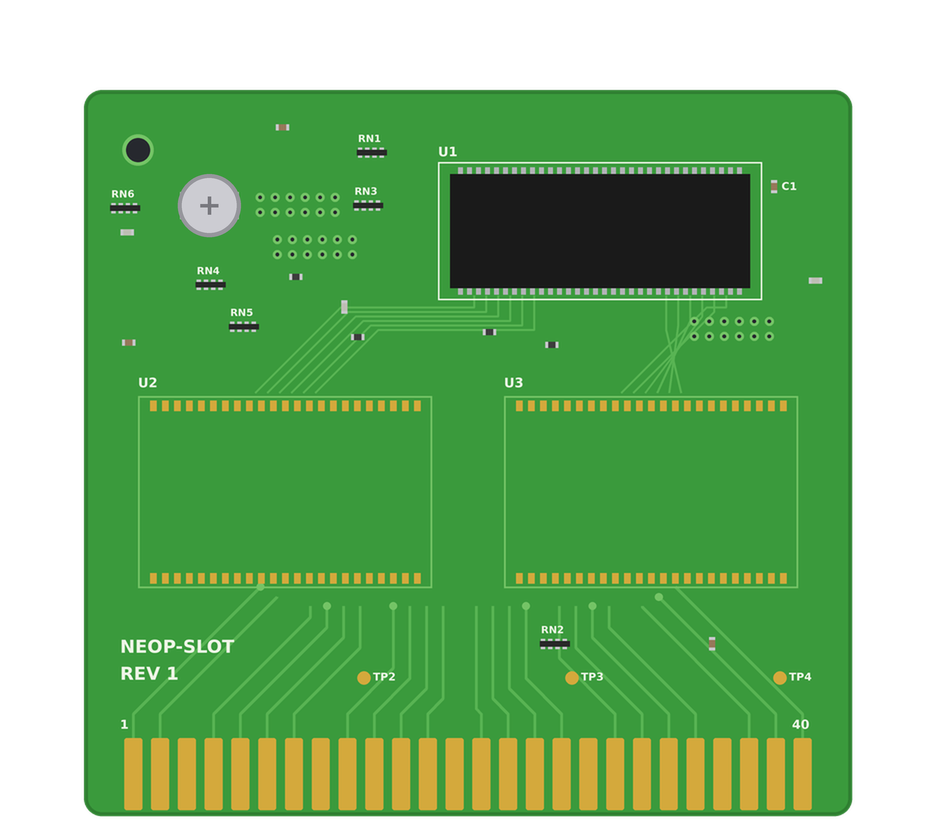 RN1
U1
C1
RN6
RN3
RN4
RN5
U2
U3
RN2
NEOP-SLOT
REV 1
TP2
TP3
TP4
1
40